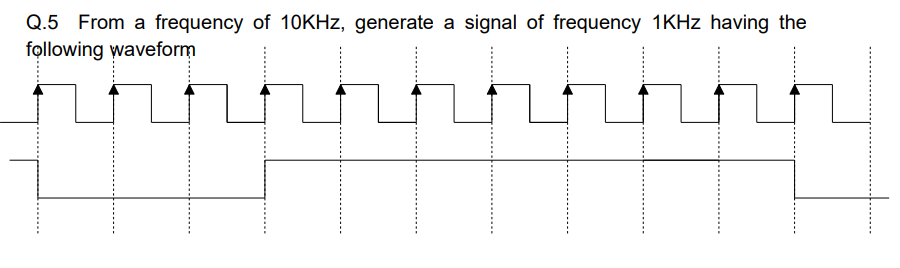 Q.5 From a frequency of 10KHz, generate a signal of frequency 1KHz having the
following waveform